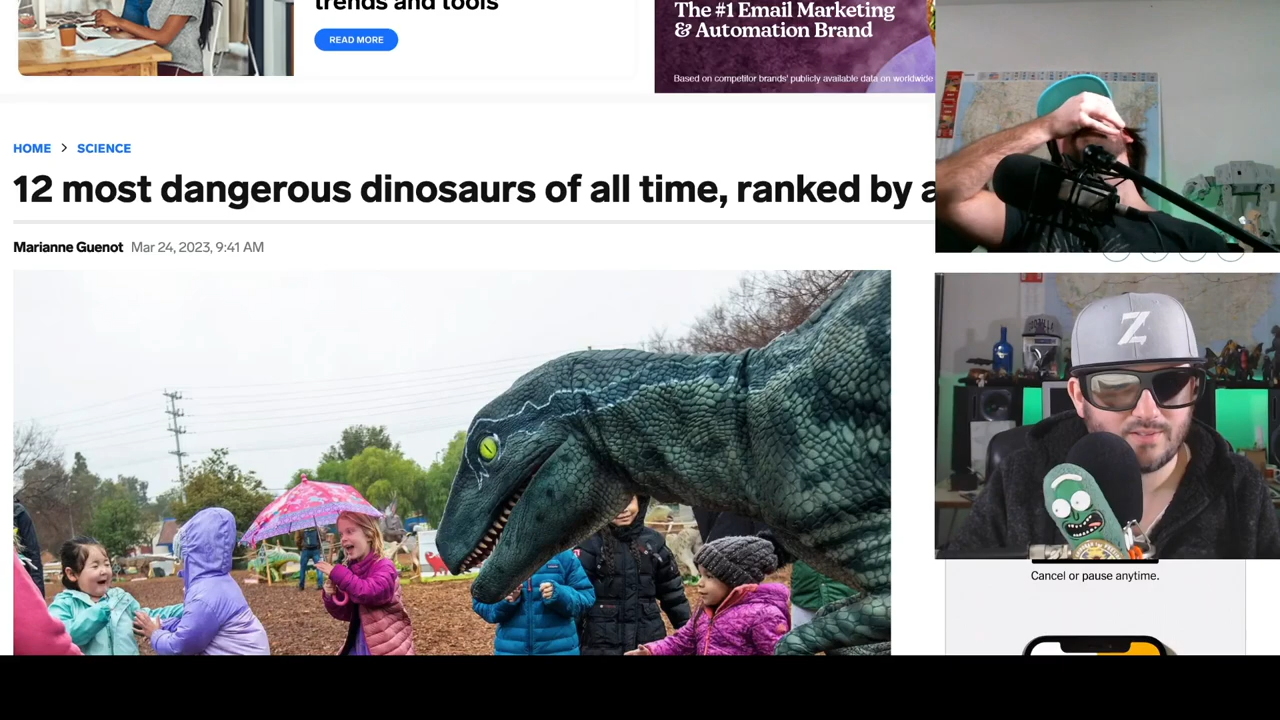 trends and tools
READ MORE
The #1 Email Marketing
& Automation Brand
Based on competitor brands' publicly available data on worldwide
HOME > SCIENCE
12 most dangerous dinosaurs of all time, ranked by a
Marianne Guenot Mar 24, 2023, 9:41 AM
Z
Cancel or pause anytime.